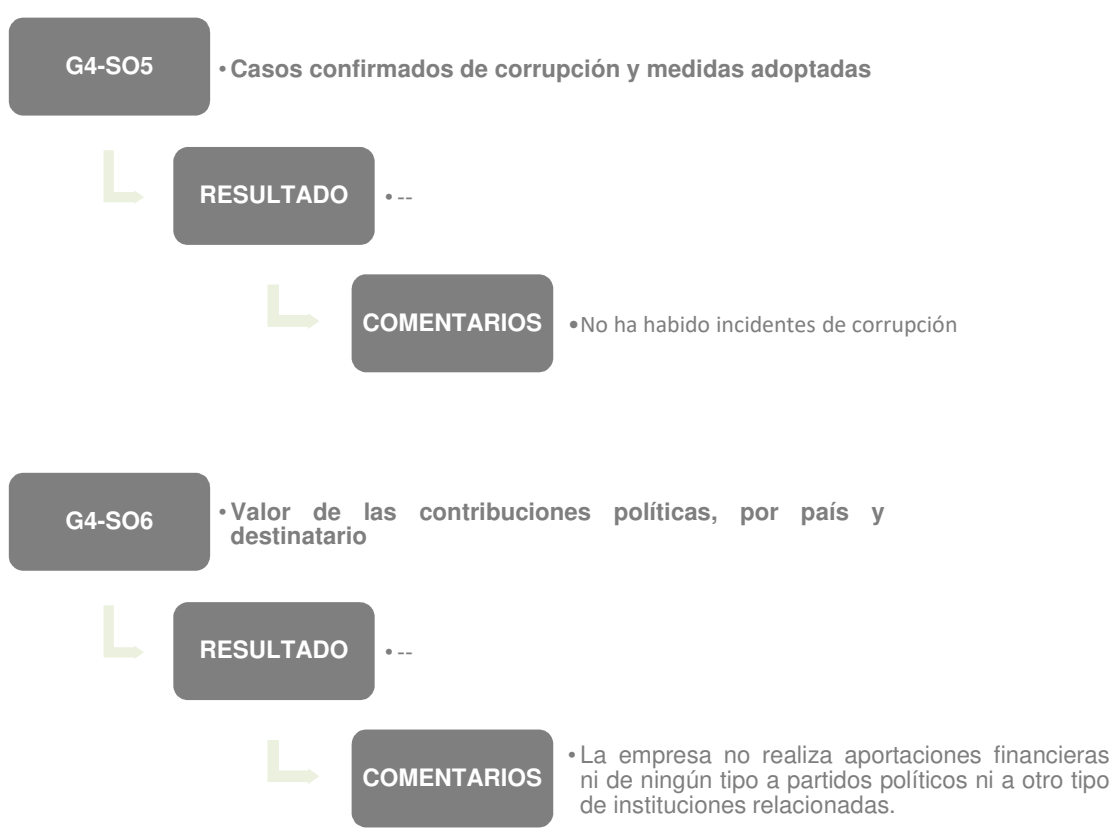 G4-SO5
• Casos confirmados de corrupción y medidas adoptadas
RESULTADO
• --
COMENTARIOS
• No ha habido incidentes de corrupción
G4-SO6
• Valor de las contribuciones políticas, por país y
destinatario
RESULTADO
• --
COMENTARIOS
• La empresa no realiza aportaciones financieras
ni de ningún tipo a partidos políticos ni a otro tipo
de instituciones relacionadas.